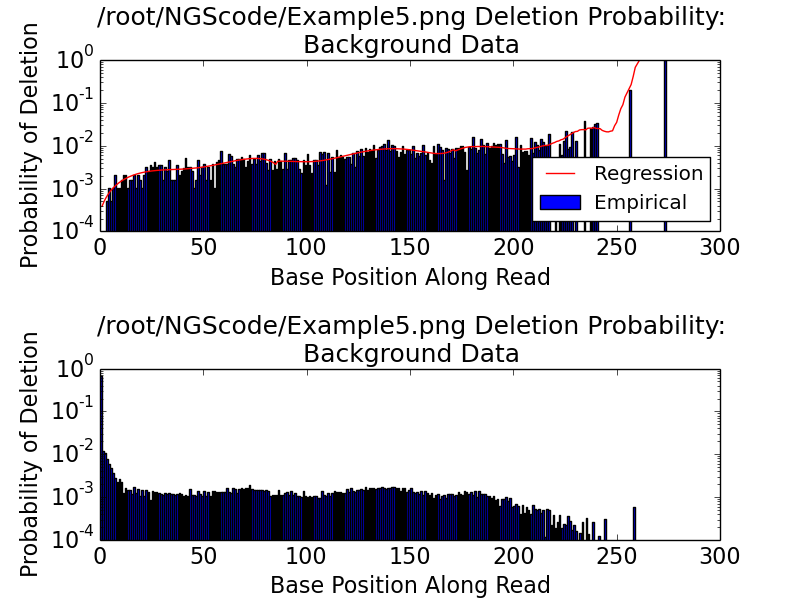 /root/NGScode/Example5.png Deletion Probability:
Background Data
Probability of Deletion
10^0
10^-1
10^-2
10^-3
10^-4
Regression
Empirical
0 50 100 150 200 250 300
Base Position Along Read
/root/NGScode/Example5.png Deletion Probability:
Background Data
Probability of Deletion
10^0
10^-1
10^-2
10^-3
10^-4
0 50 100 150 200 250 300
Base Position Along Read